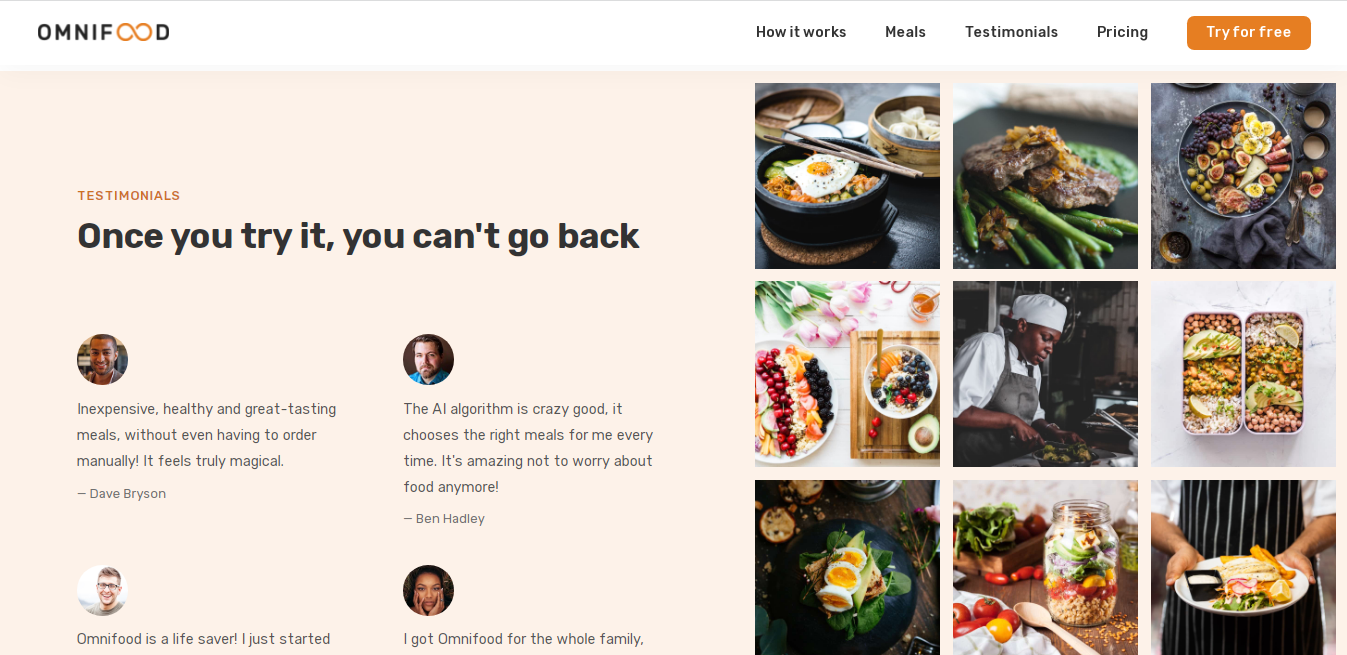 OMNIFOOD
How it works
Meals
Testimonials
Pricing
Try for free
TESTIMONIALS
Once you try it, you can't go back
Inexpensive, healthy and great-tasting
meals, without even having to order
manually! It feels truly magical.
— Dave Bryson
The AI algorithm is crazy good, it
chooses the right meals for me every
time. It's amazing not to worry about
food anymore!
— Ben Hadley
Omnifood is a life saver! I just started
I got Omnifood for the whole family,